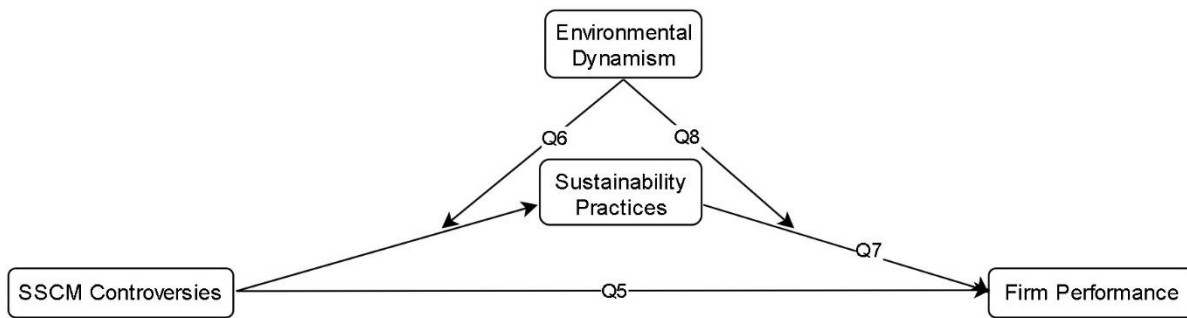 Environmental
Dynamism
Q6
Q8
Sustainability
Practices
Q7
SSCM Controversies
Q5
Firm Performance